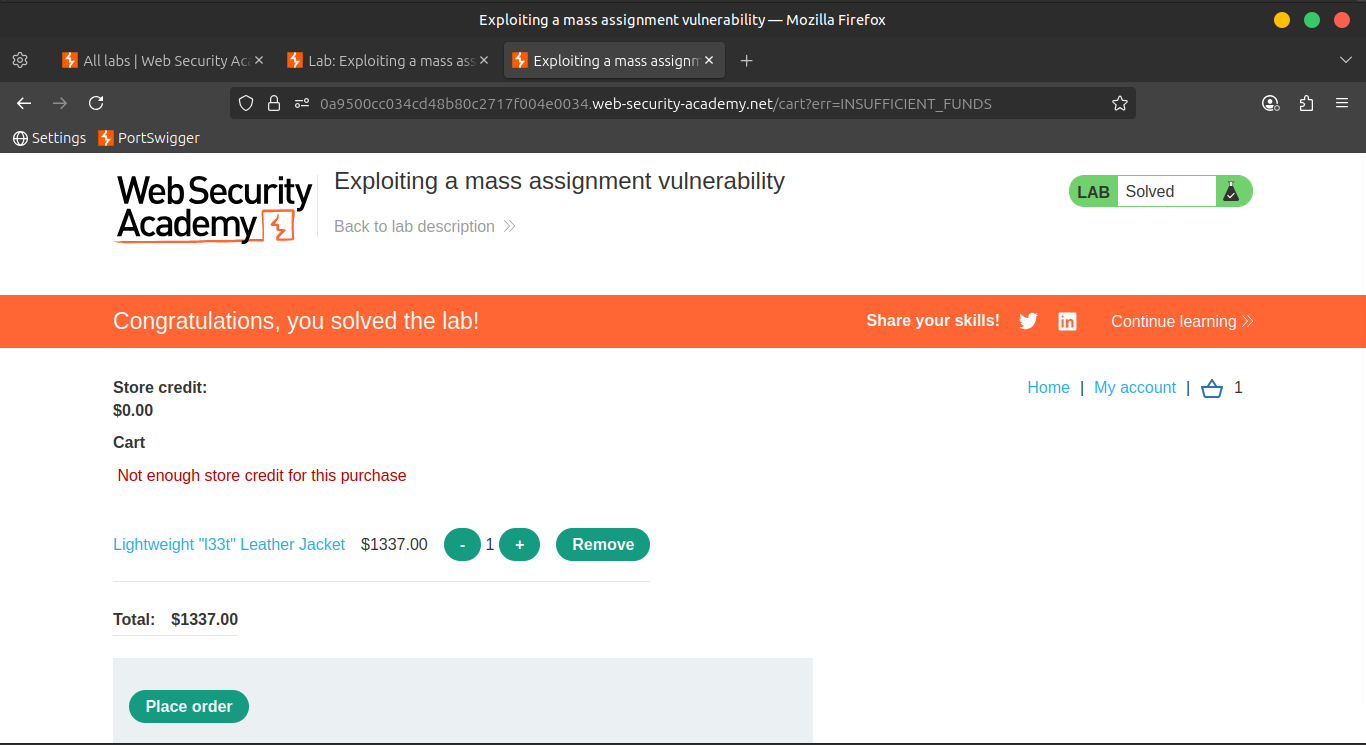 Exploiting a mass assignment vulnerability — Mozilla Firefox
All labs | Web Security Ac
Lab: Exploiting a mass ass
Exploiting a mass assignm
0a9500cc034cd48b80c2717f004e0034.web-security-academy.net/cart?err=INSUFFICIENT_FUNDS
Settings PortSwigger
Web Security
Academy
Exploiting a mass assignment vulnerability
Back to lab description
LAB Solved
Congratulations, you solved the lab!
Share your skills!
Continue learning
Store credit:
$0.00
Home | My account | 1
Cart
Not enough store credit for this purchase
Lightweight "l33t" Leather Jacket $1337.00 - 1 + Remove
Total: $1337.00
Place order